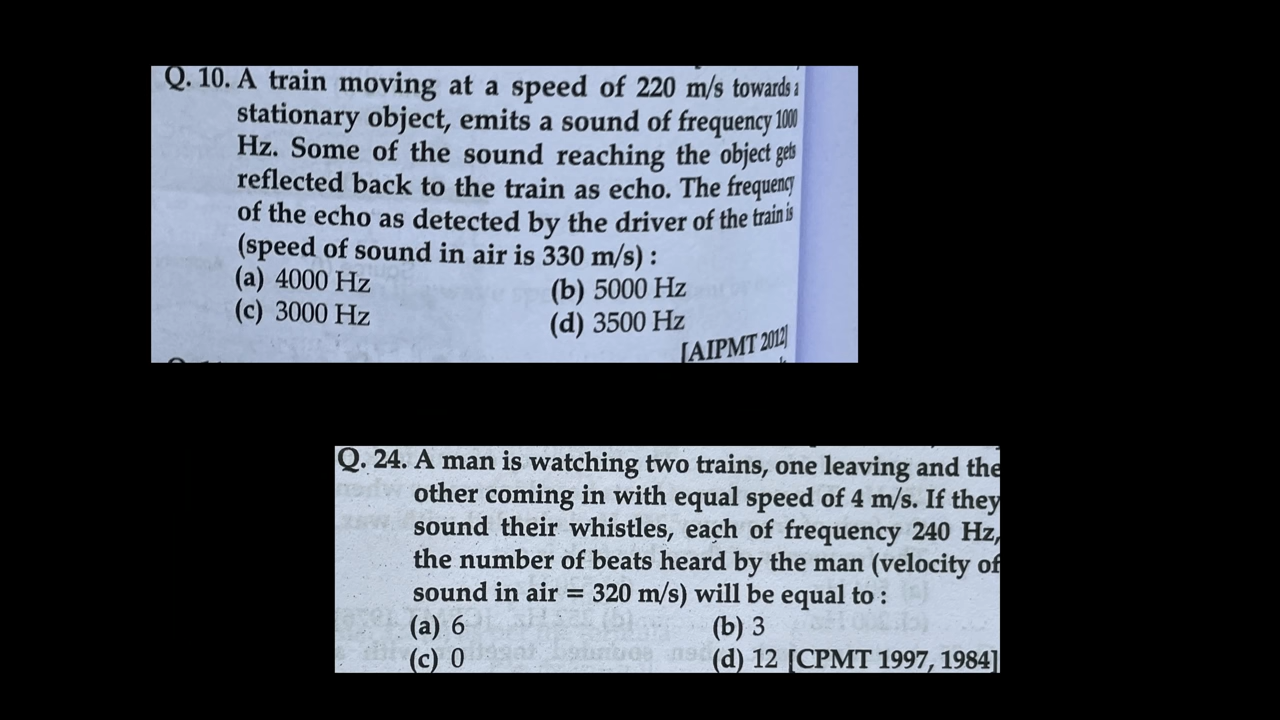 Q. 10. A train moving at a speed of 220 m/s towards a
stationary object, emits a sound of frequency 1000
Hz. Some of the sound reaching the object gets
reflected back to the train as echo. The frequency
of the echo as detected by the driver of the train is
(speed of sound in air is 330 m/s) :
(a) 4000 Hz (b) 5000 Hz
(c) 3000 Hz (d) 3500 Hz
[AIPMT 2012]
Q. 24. A man is watching two trains, one leaving and the
other coming in with equal speed of 4 m/s. If they
sound their whistles, each of frequency 240 Hz,
the number of beats heard by the man (velocity of
sound in air = 320 m/s) will be equal to :
(a) 6 (b) 3
(c) 0 (d) 12 [CPMT 1997, 1984]